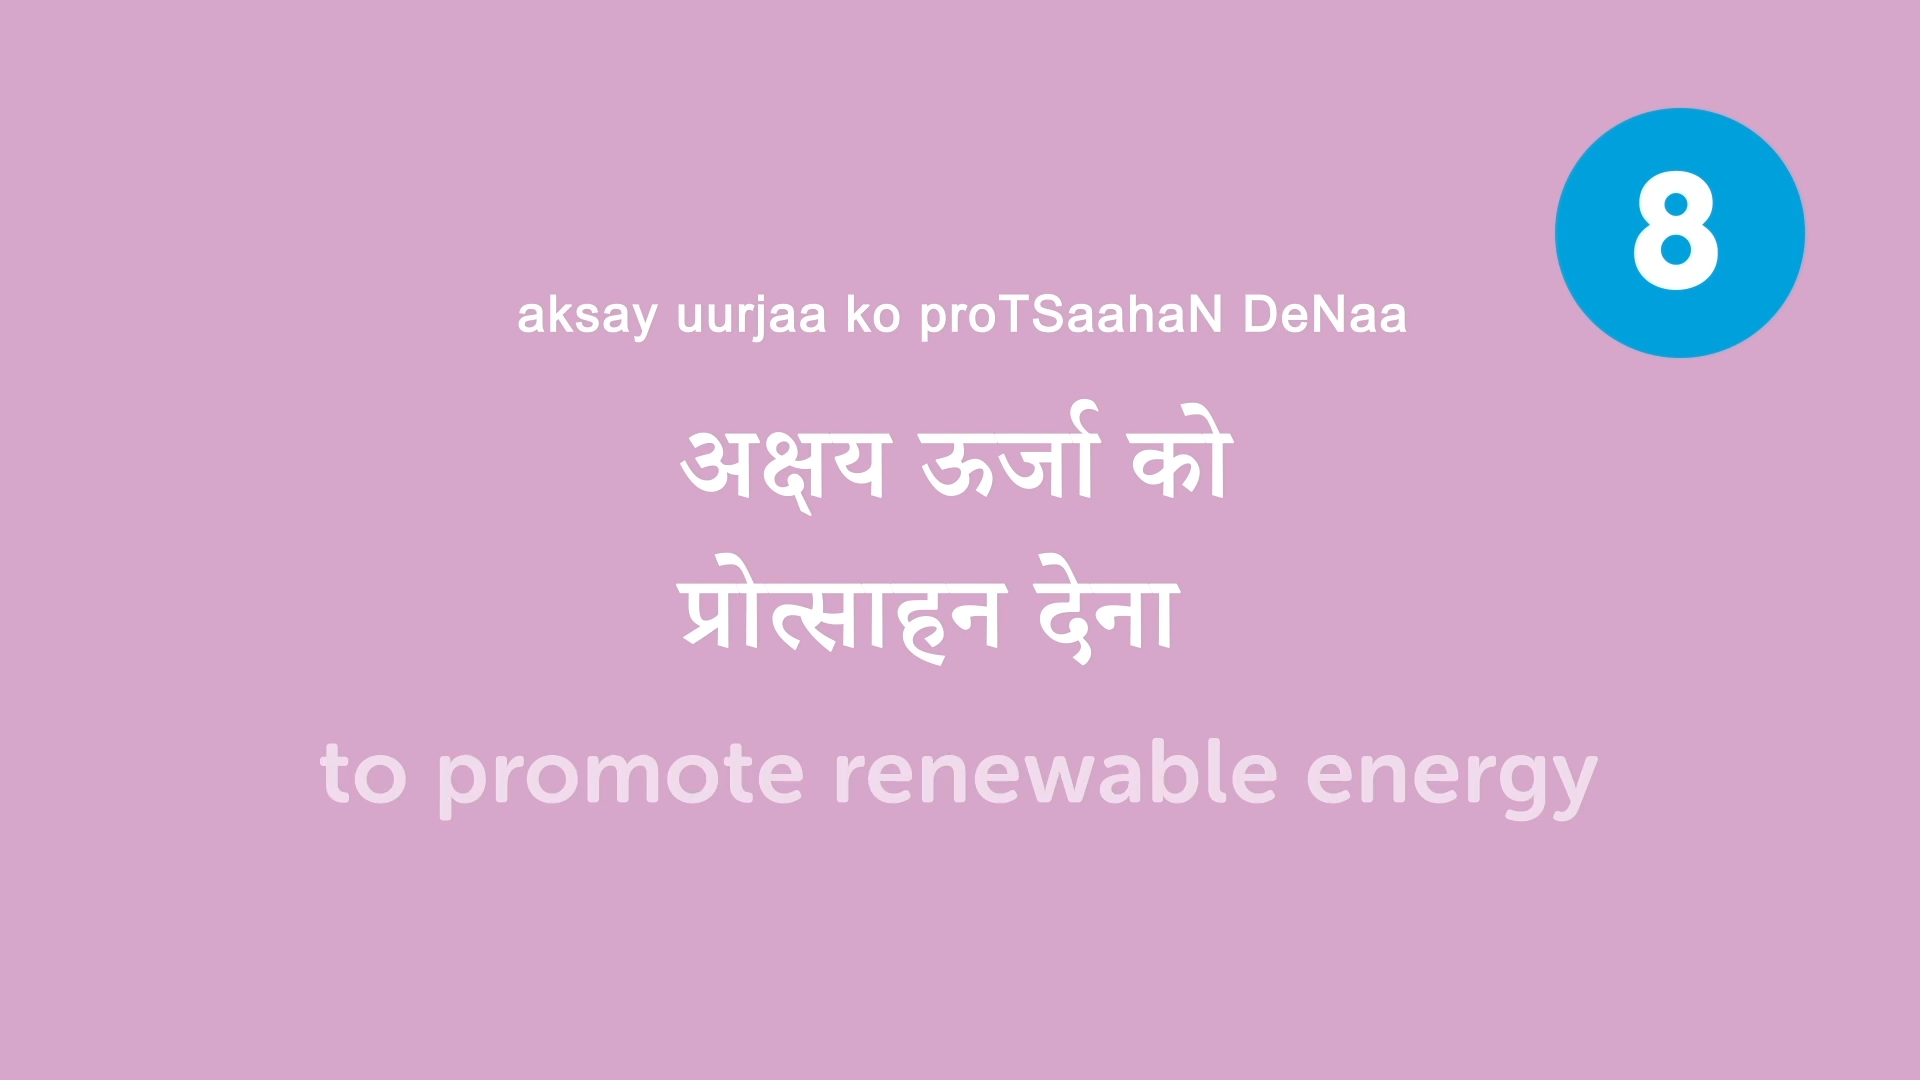 8
aksay uurjaa ko proTSaahaN DeNaa
अक्षय ऊर्जा को
प्रोत्साहन देना
to promote renewable energy